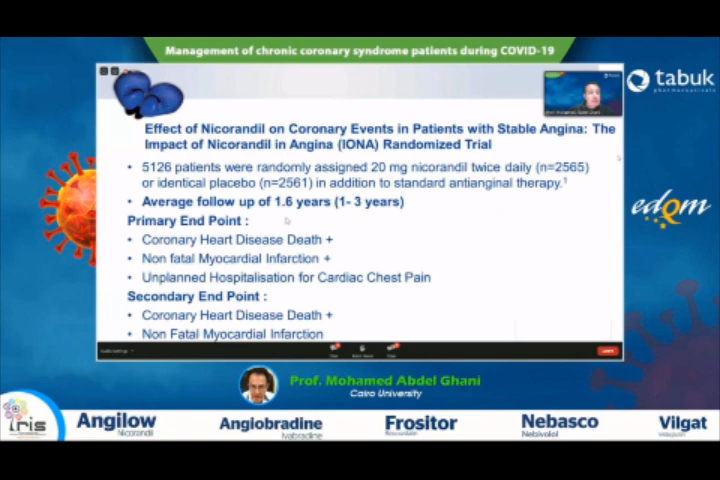 Management of chronic coronary syndrome patients during COVID-19
tabuk
pharmaceuticals
Effect of Nicorandil on Coronary Events in Patients with Stable Angina: The
Impact of Nicorandil in Angina (IONA) Randomized Trial
• 5126 patients were randomly assigned 20 mg nicorandil twice daily (n=2565)
or identical placebo (n=2561) in addition to standard antianginal therapy.¹
• Average follow up of 1.6 years (1- 3 years)
Primary End Point :
• Coronary Heart Disease Death +
• Non fatal Myocardial Infarction +
• Unplanned Hospitalisation for Cardiac Chest Pain
Secondary End Point :
• Coronary Heart Disease Death +
• Non Fatal Myocardial Infarction
edqm
Audio Settings
Leave
Prof. Mohamed Abdel Ghani
Cairo University
iris
Angilow
Nicorandil
Angiobradine
Ivabradine
Frositor
Nebasco
Nebivolol
Vilgat